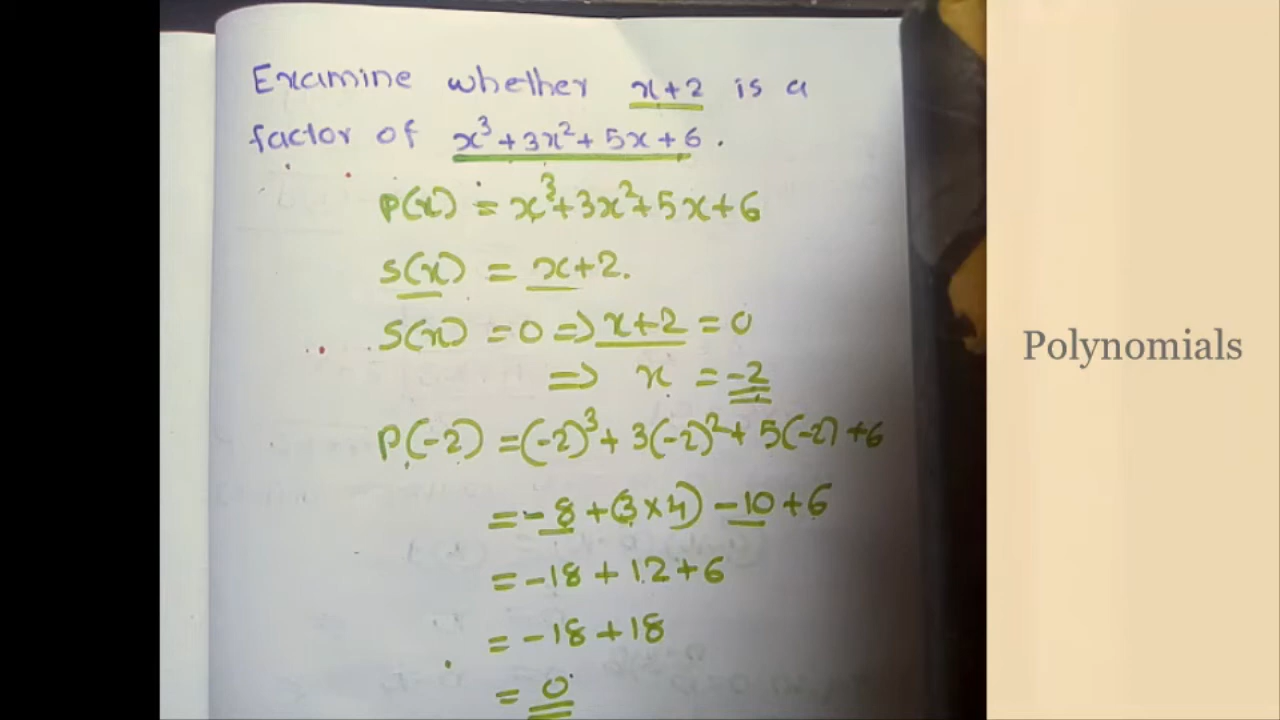 Examine whether x+2 is a
factor of x³+3x²+5x+6.
P(x) = x³+3x²+5x+6
S(x) = x+2.
S(x) = 0 => x+2 = 0
=> x = -2
P(-2) = (-2)³+3(-2)²+5(-2)+6
= -8+(3×4)-10+6
= -18+12+6
= -18+18
= 0
Polynomials